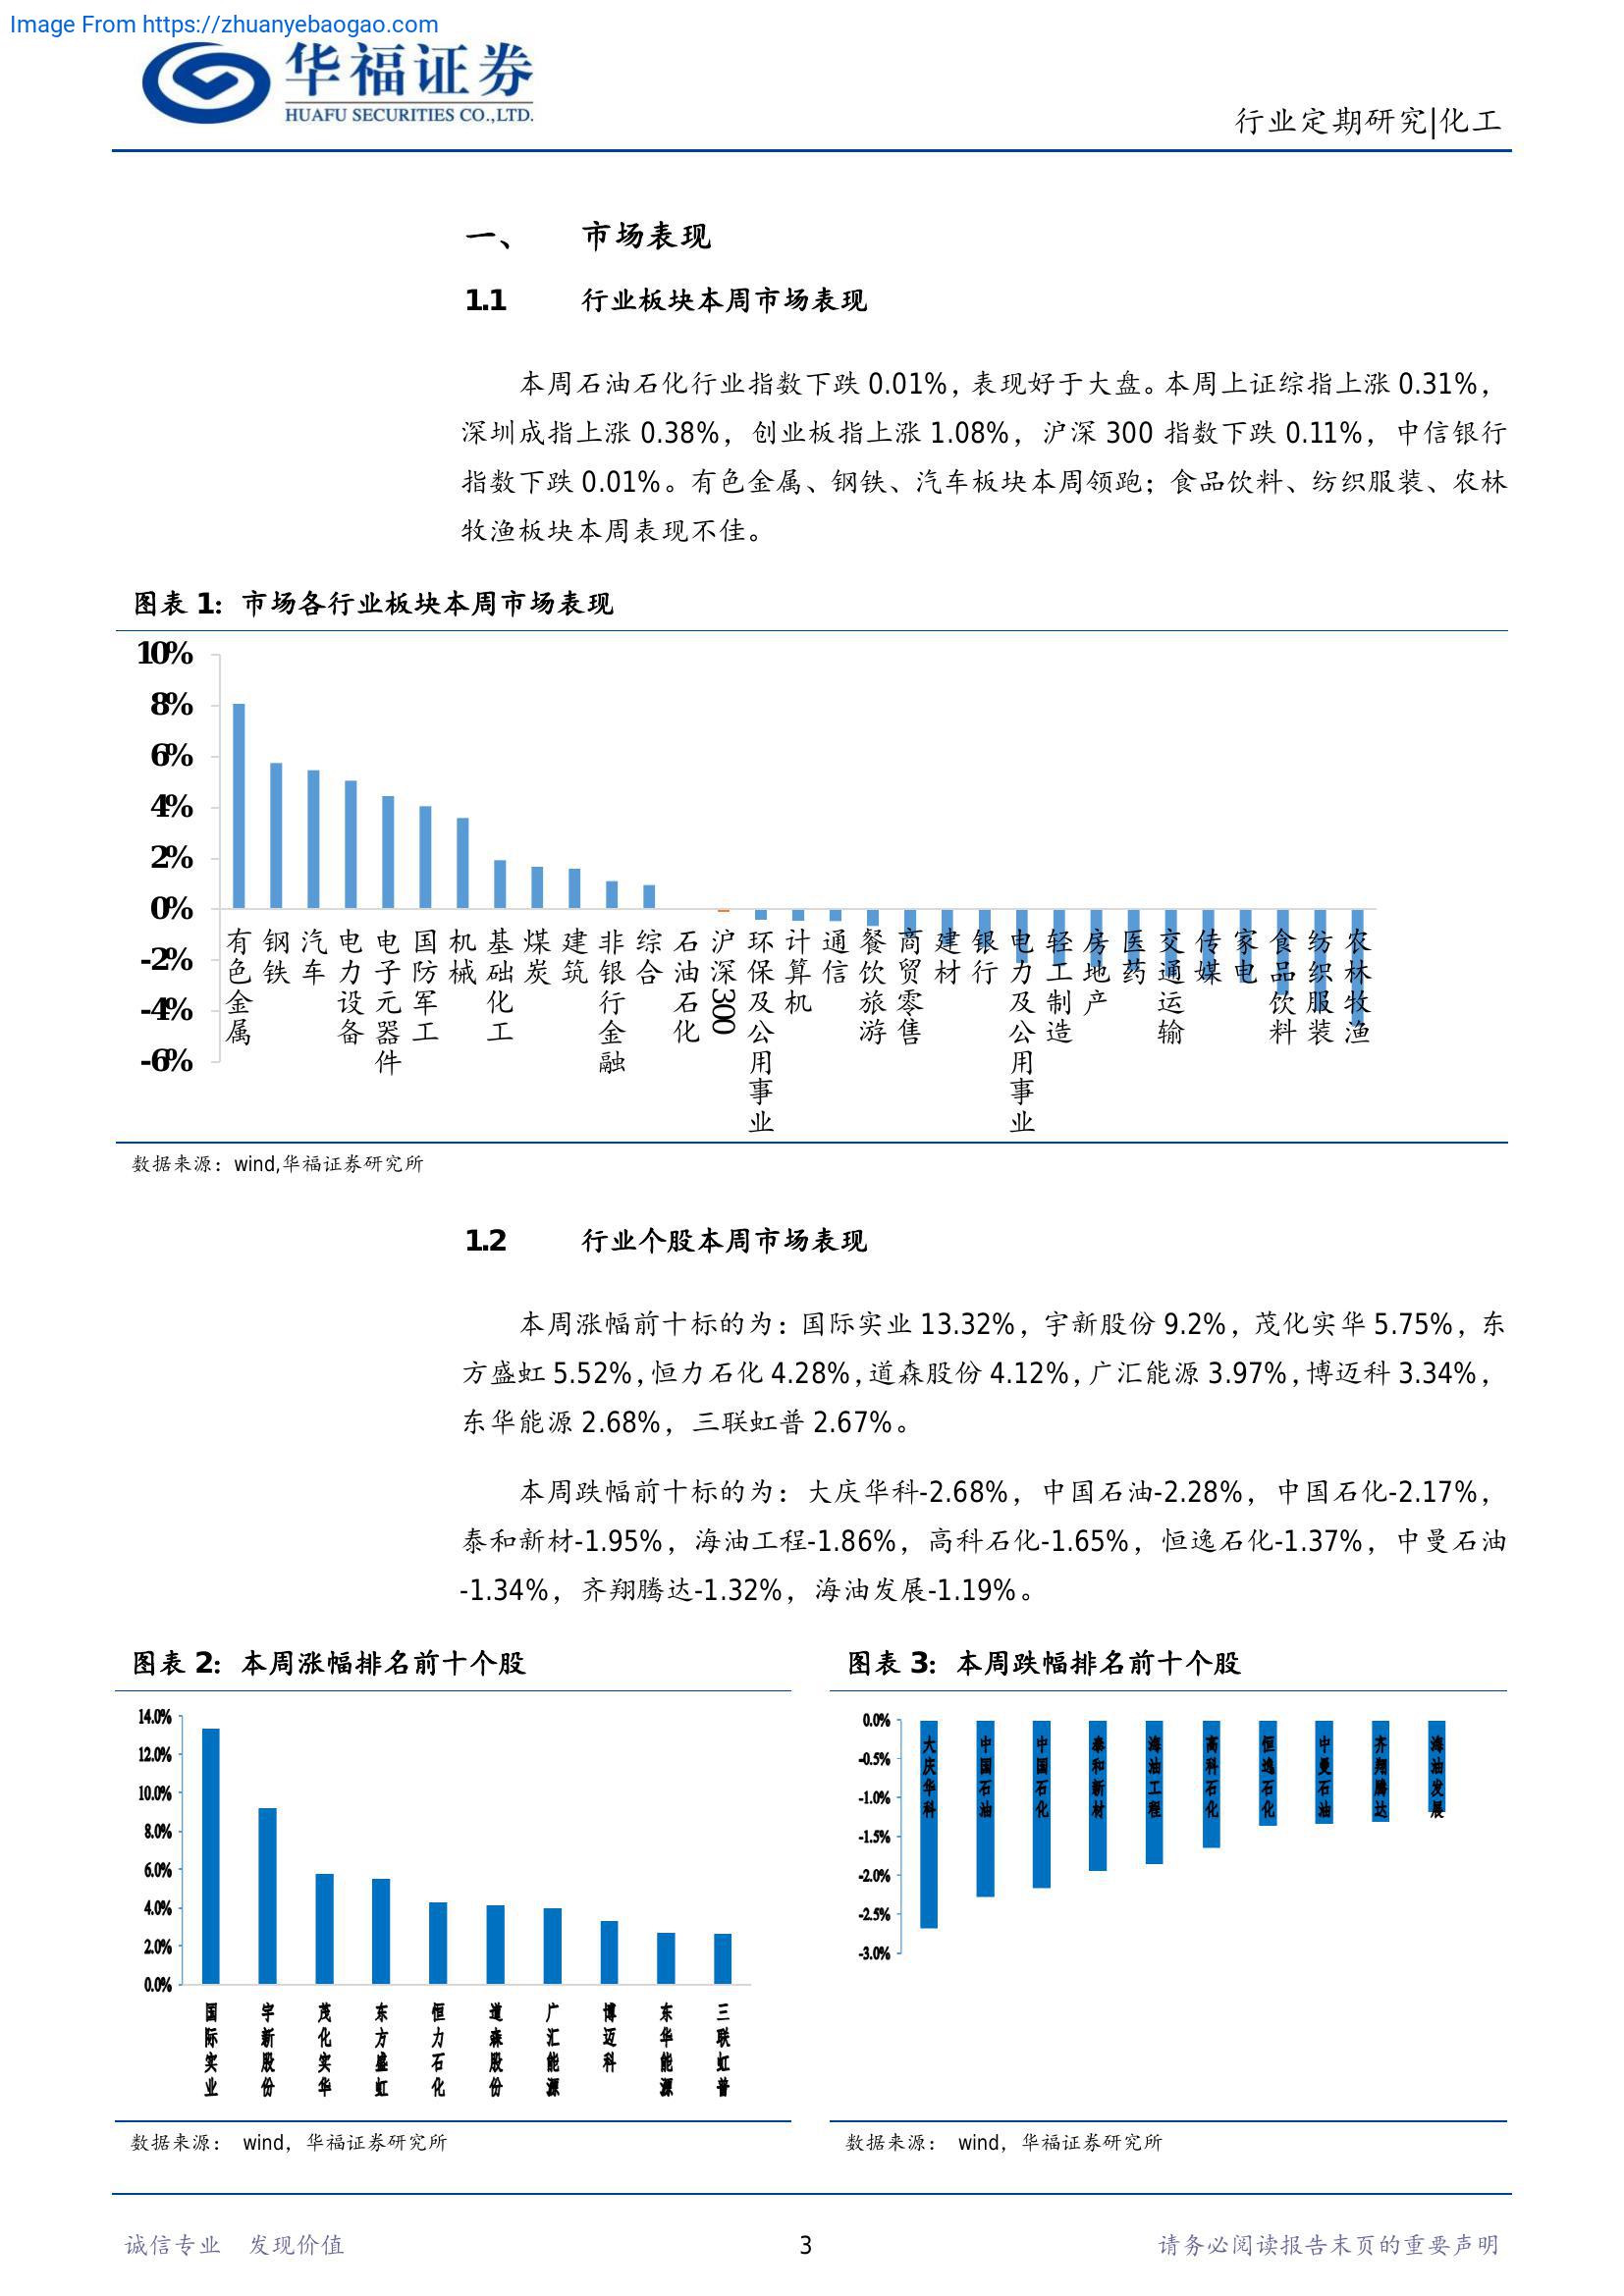 Image From https://zhuanyebaogao.com
华福证券
HUAFU SECURITIES CO.,LTD.
行业定期研究|化工
一、 市场表现
1.1 行业板块本周市场表现
本周石油石化行业指数下跌 0.01%，表现好于大盘。本周上证综指上涨 0.31%，
深圳成指上涨 0.38%，创业板指上涨 1.08%，沪深 300 指数下跌 0.11%，中信银行
指数下跌 0.01%。有色金属、钢铁、汽车板块本周领跑；食品饮料、纺织服装、农林
牧渔板块本周表现不佳。
图表 1：市场各行业板块本周市场表现
10%
8%
6%
4%
2%
0%
-2%
-4%
-6%
有色金属
钢铁
汽车
电力设备
电子元器件
国防军工
机械
基础化工
煤炭
建筑
非银行金融
综合
石油石化
沪深300
环保及公用事业
计算机
通信
餐饮旅游
商贸零售
建材
银行
电力及公用事业
轻工制造
房地产
医药
交通运输
传媒
家电
食品饮料
纺织服装
农林牧渔
数据来源：wind,华福证券研究所
1.2 行业个股本周市场表现
本周涨幅前十标的为：国际实业 13.32%，宇新股份 9.2%，茂化实华 5.75%，东
方盛虹 5.52%，恒力石化 4.28%，道森股份 4.12%，广汇能源 3.97%，博迈科 3.34%，
东华能源 2.68%，三联虹普 2.67%。
本周跌幅前十标的为：大庆华科-2.68%，中国石油-2.28%，中国石化-2.17%，
泰和新材-1.95%，海油工程-1.86%，高科石化-1.65%，恒逸石化-1.37%，中曼石油
-1.34%，齐翔腾达-1.32%，海油发展-1.19%。
图表 2：本周涨幅排名前十个股
14.0%
12.0%
10.0%
8.0%
6.0%
4.0%
2.0%
0.0%
国际实业
宇新股份
茂化实华
东方盛虹
恒力石化
道森股份
广汇能源
博迈科
东华能源
三联虹普
数据来源： wind，华福证券研究所
图表 3：本周跌幅排名前十个股
0.0%
-0.5%
-1.0%
-1.5%
-2.0%
-2.5%
-3.0%
大庆华科
中国石油
中国石化
泰和新材
海油工程
高科石化
恒逸石化
中曼石油
齐翔腾达
海油发展
数据来源： wind，华福证券研究所
诚信专业 发现价值
3
请务必阅读报告末页的重要声明